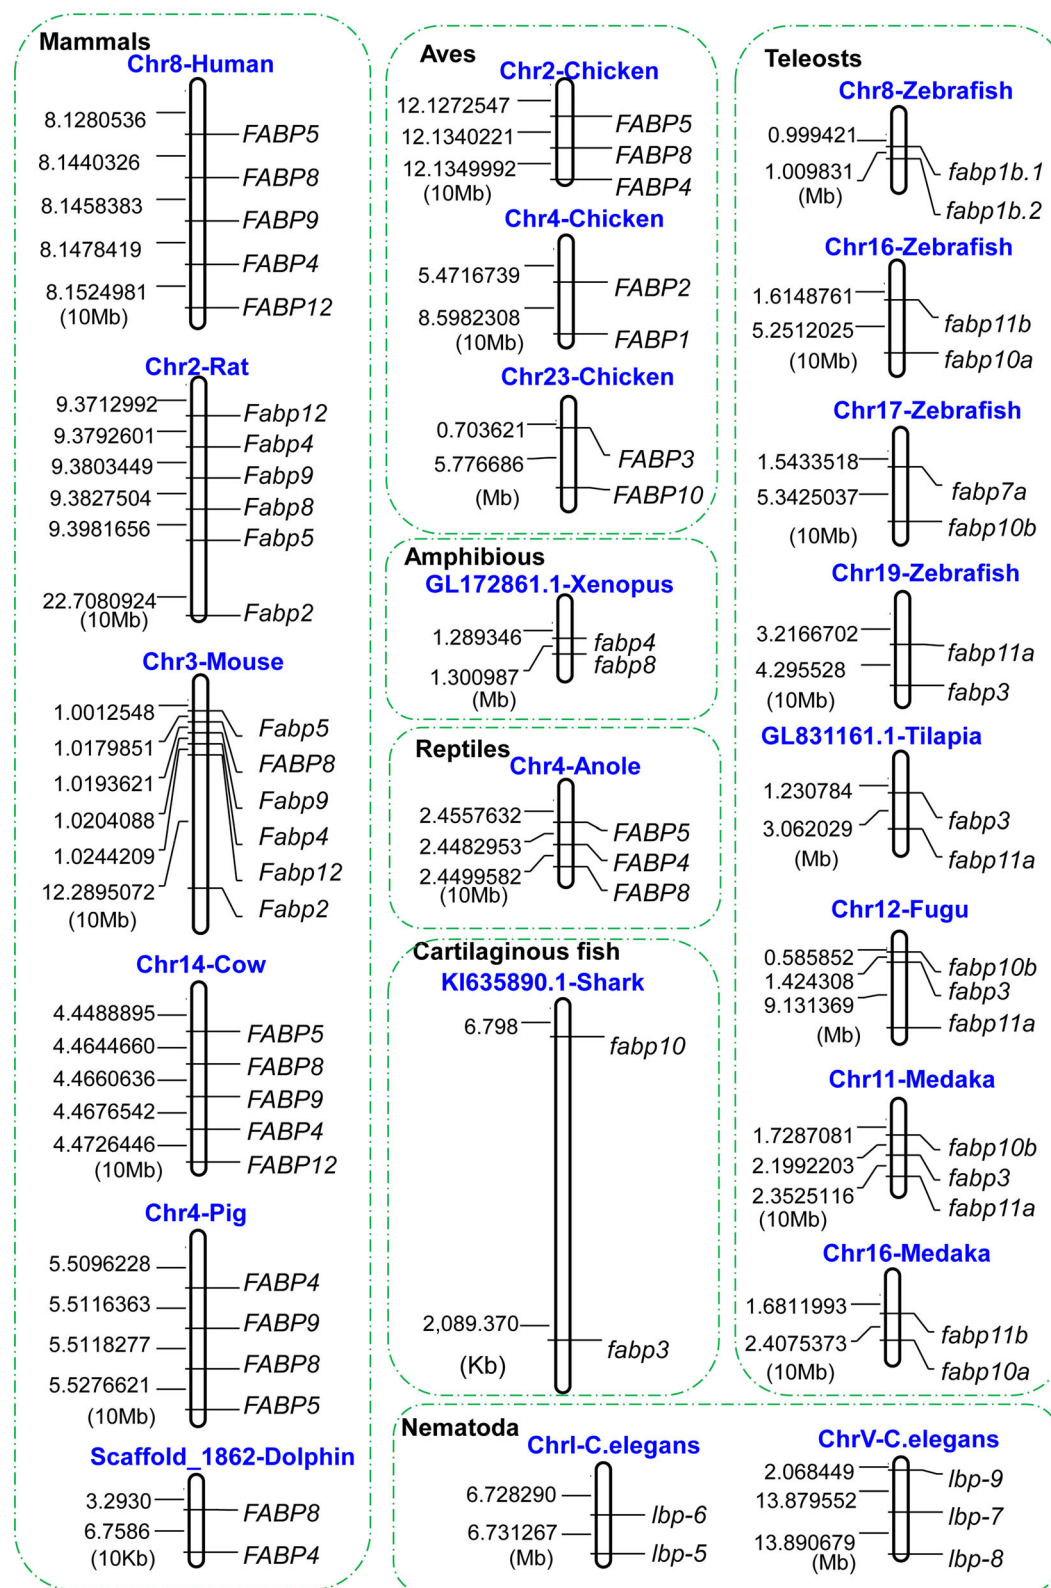 Mammals
Chr8-Human
8.1280536
FABP5
8.1440326
FABP8
8.1458383
FABP9
8.1478419
FABP4
8.1524981
FABP12
(10Mb)
Chr2-Rat
9.3712992
Fabp12
9.3792601
Fabp4
9.3803449
Fabp9
9.3827504
Fabp8
9.3981656
Fabp5
22.7080924
Fabp2
(10Mb)
Chr3-Mouse
1.0012548
Fabp5
1.0179851
FABP8
1.0193621
Fabp9
1.0204088
Fabp4
1.0244209
Fabp12
12.2895072
Fabp2
(10Mb)
Chr14-Cow
4.4488895
FABP5
4.4644660
FABP8
4.4660636
FABP9
4.4676542
FABP4
4.4726446
FABP12
(10Mb)
Chr4-Pig
5.5096228
FABP4
5.5116363
FABP9
5.5118277
FABP8
5.5276621
FABP5
(10Mb)
Scaffold_1862-Dolphin
3.2930
FABP8
6.7586
FABP4
(10Kb)
Aves
Chr2-Chicken
12.1272547
FABP5
12.1340221
FABP8
12.1349992
FABP4
(10Mb)
Chr4-Chicken
5.4716739
FABP2
8.5982308
FABP1
(10Mb)
Chr23-Chicken
0.703621
FABP3
5.776686
FABP10
(Mb)
Amphibious
GL172861.1-Xenopus
1.289346
fabp4
1.300987
fabp8
(Mb)
Reptiles
Chr4-Anole
2.4557632
FABP5
2.4482953
FABP4
2.4499582
FABP8
(10Mb)
Cartilaginous fish
KI635890.1-Shark
6.798
fabp10
2,089.370
fabp3
(Kb)
Teleosts
Chr8-Zebrafish
0.999421
fabp1b.1
1.009831
fabp1b.2
(Mb)
Chr16-Zebrafish
1.6148761
fabp11b
5.2512025
fabp10a
(10Mb)
Chr17-Zebrafish
1.5433518
fabp7a
5.3425037
fabp10b
(10Mb)
Chr19-Zebrafish
3.2166702
fabp11a
4.295528
fabp3
(10Mb)
GL831161.1-Tilapia
1.230784
fabp3
3.062029
fabp11a
(Mb)
Chr12-Fugu
0.585852
fabp10b
1.424308
fabp3
9.131369
fabp11a
(Mb)
Chr11-Medaka
1.7287081
fabp10b
2.1992203
fabp3
2.3525116
fabp11a
(10Mb)
Chr16-Medaka
1.6811993
fabp11b
2.4075373
fabp10a
(10Mb)
Nematoda
ChrI-C.elegans
6.728290
lbp-6
6.731267
lbp-5
(Mb)
ChrV-C.elegans
2.068449
lbp-9
13.879552
lbp-7
13.890679
lbp-8
(Mb)